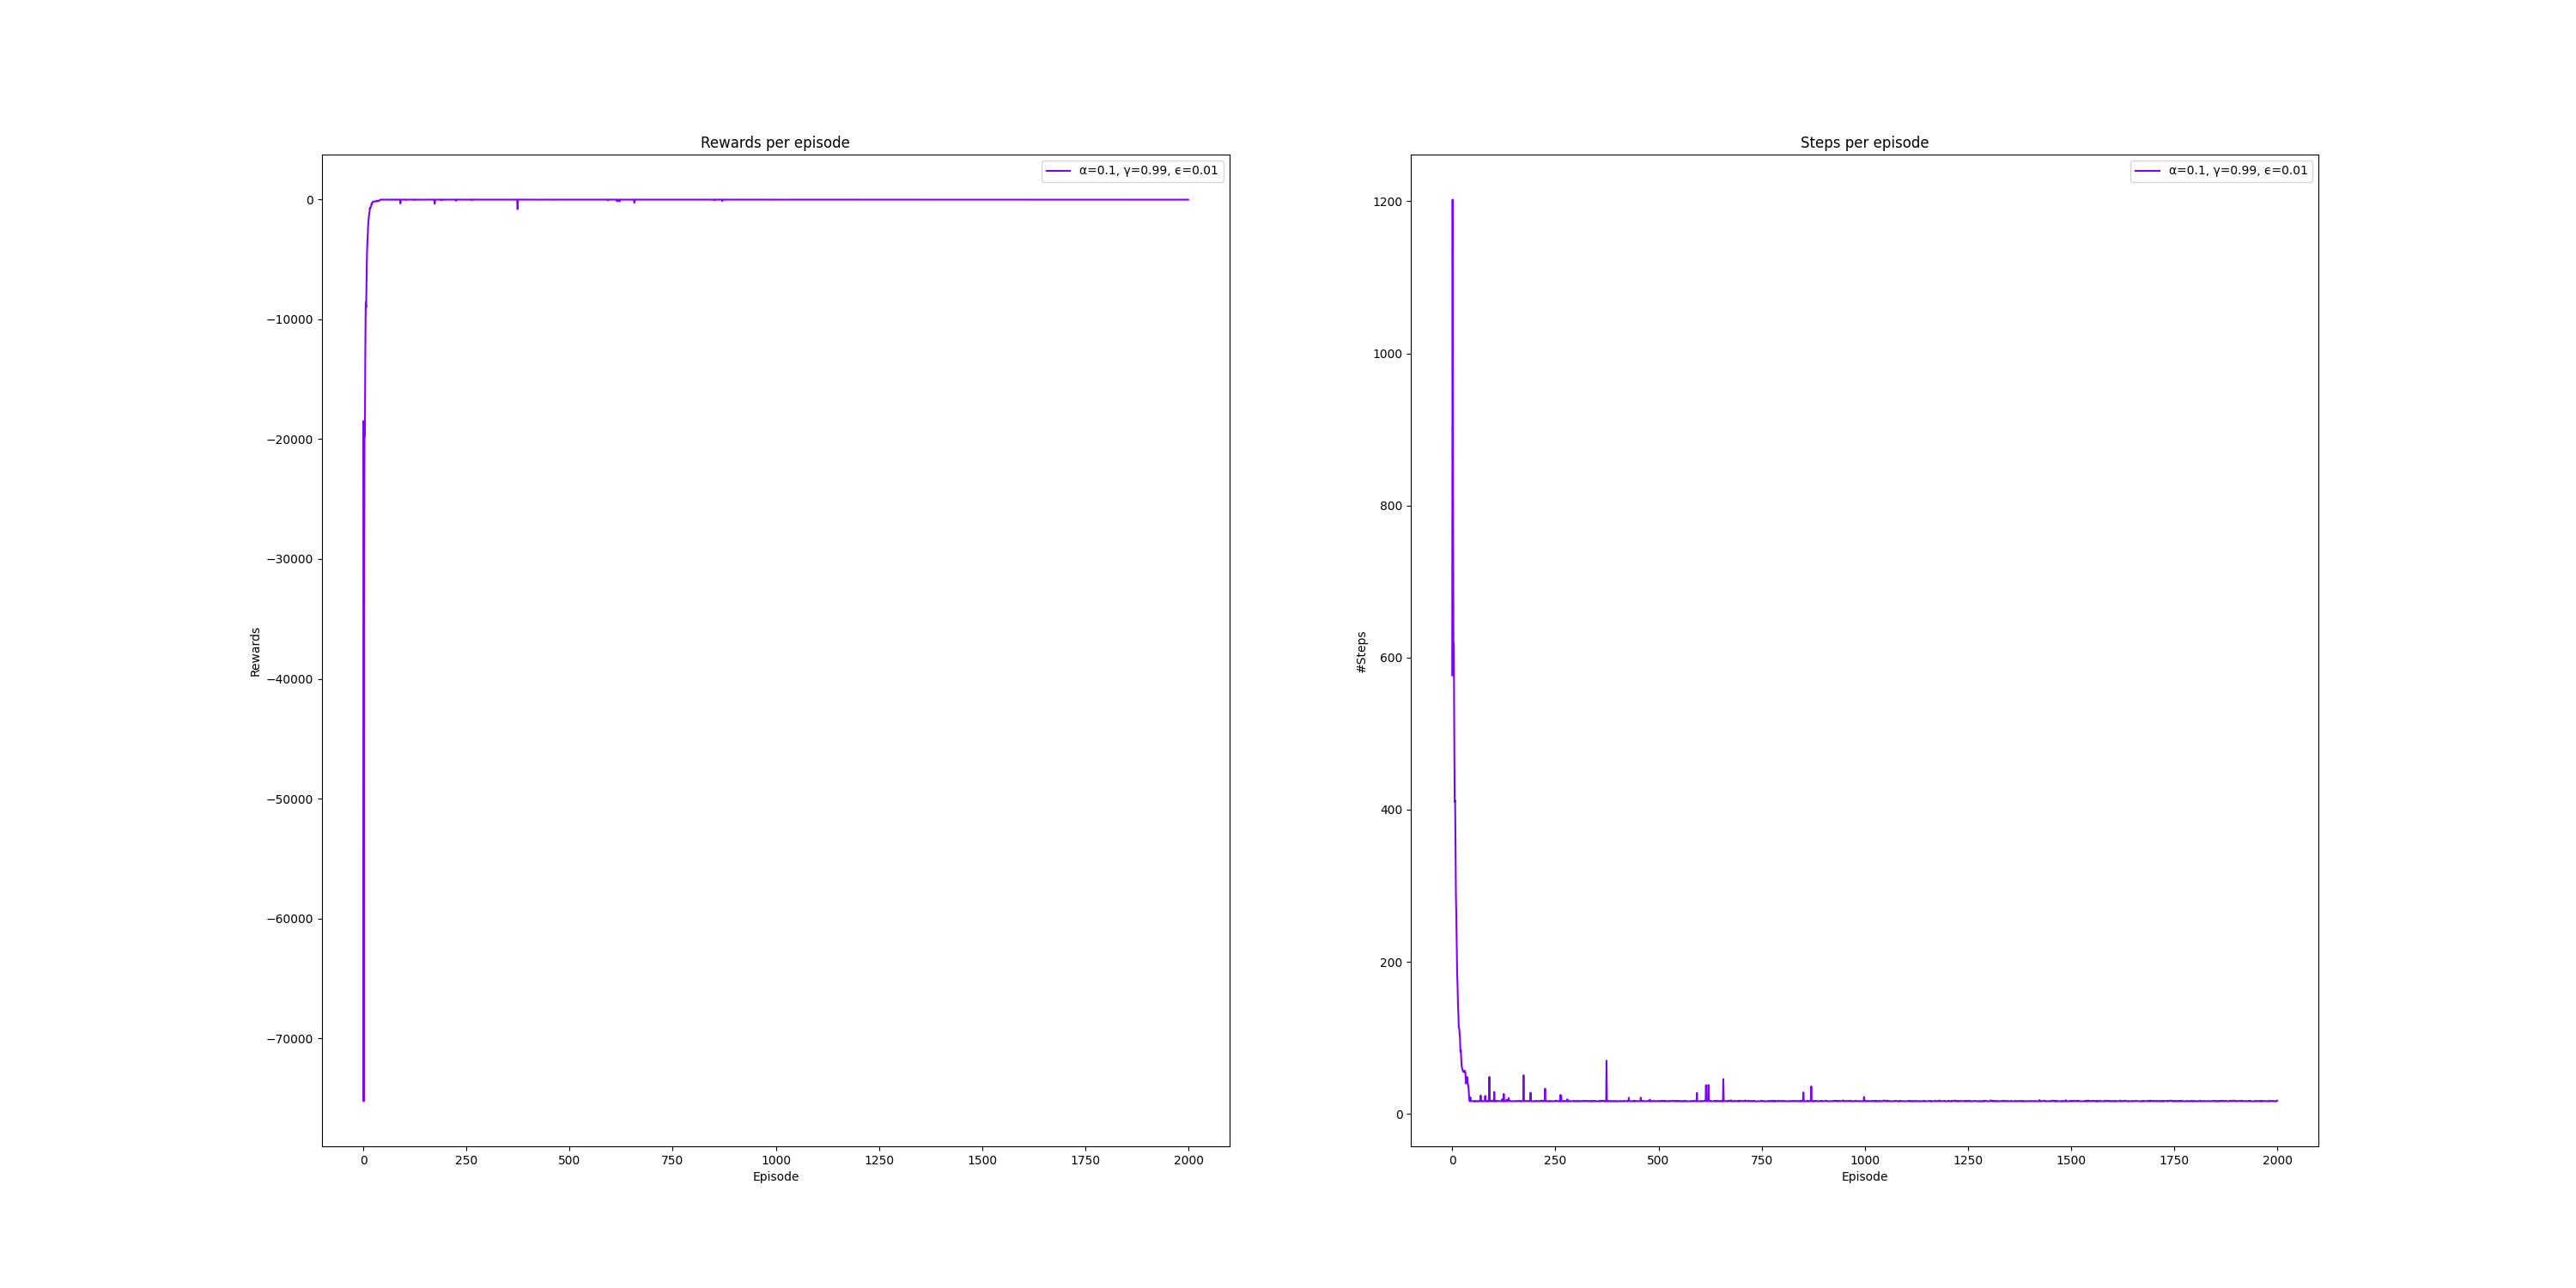 Rewards per episode
α=0.1, γ=0.99, ϵ=0.01
0
−10000
−20000
−30000
−40000
−50000
−60000
−70000
Rewards
0 250 500 750 1000 1250 1500 1750 2000
Episode
Steps per episode
α=0.1, γ=0.99, ϵ=0.01
1200
1000
800
600
400
200
0
#Steps
0 250 500 750 1000 1250 1500 1750 2000
Episode